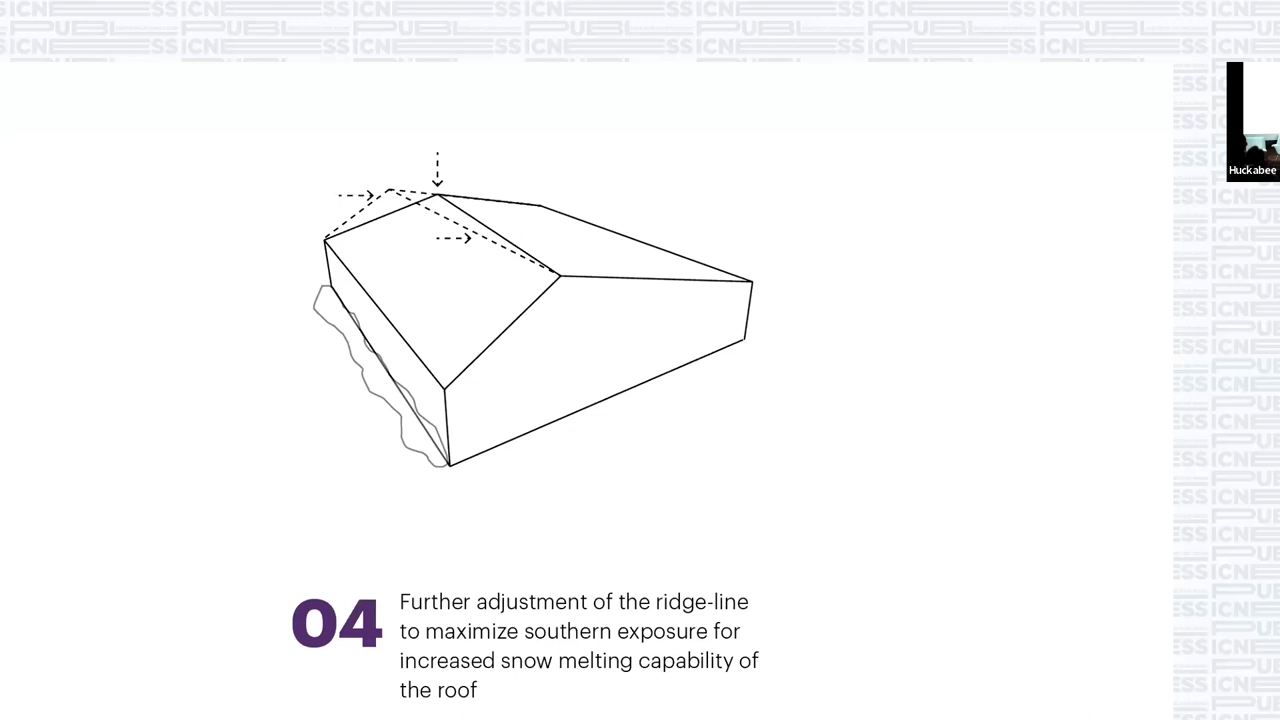 Huckabee
04
Further adjustment of the ridge-line
to maximize southern exposure for
increased snow melting capability of
the roof